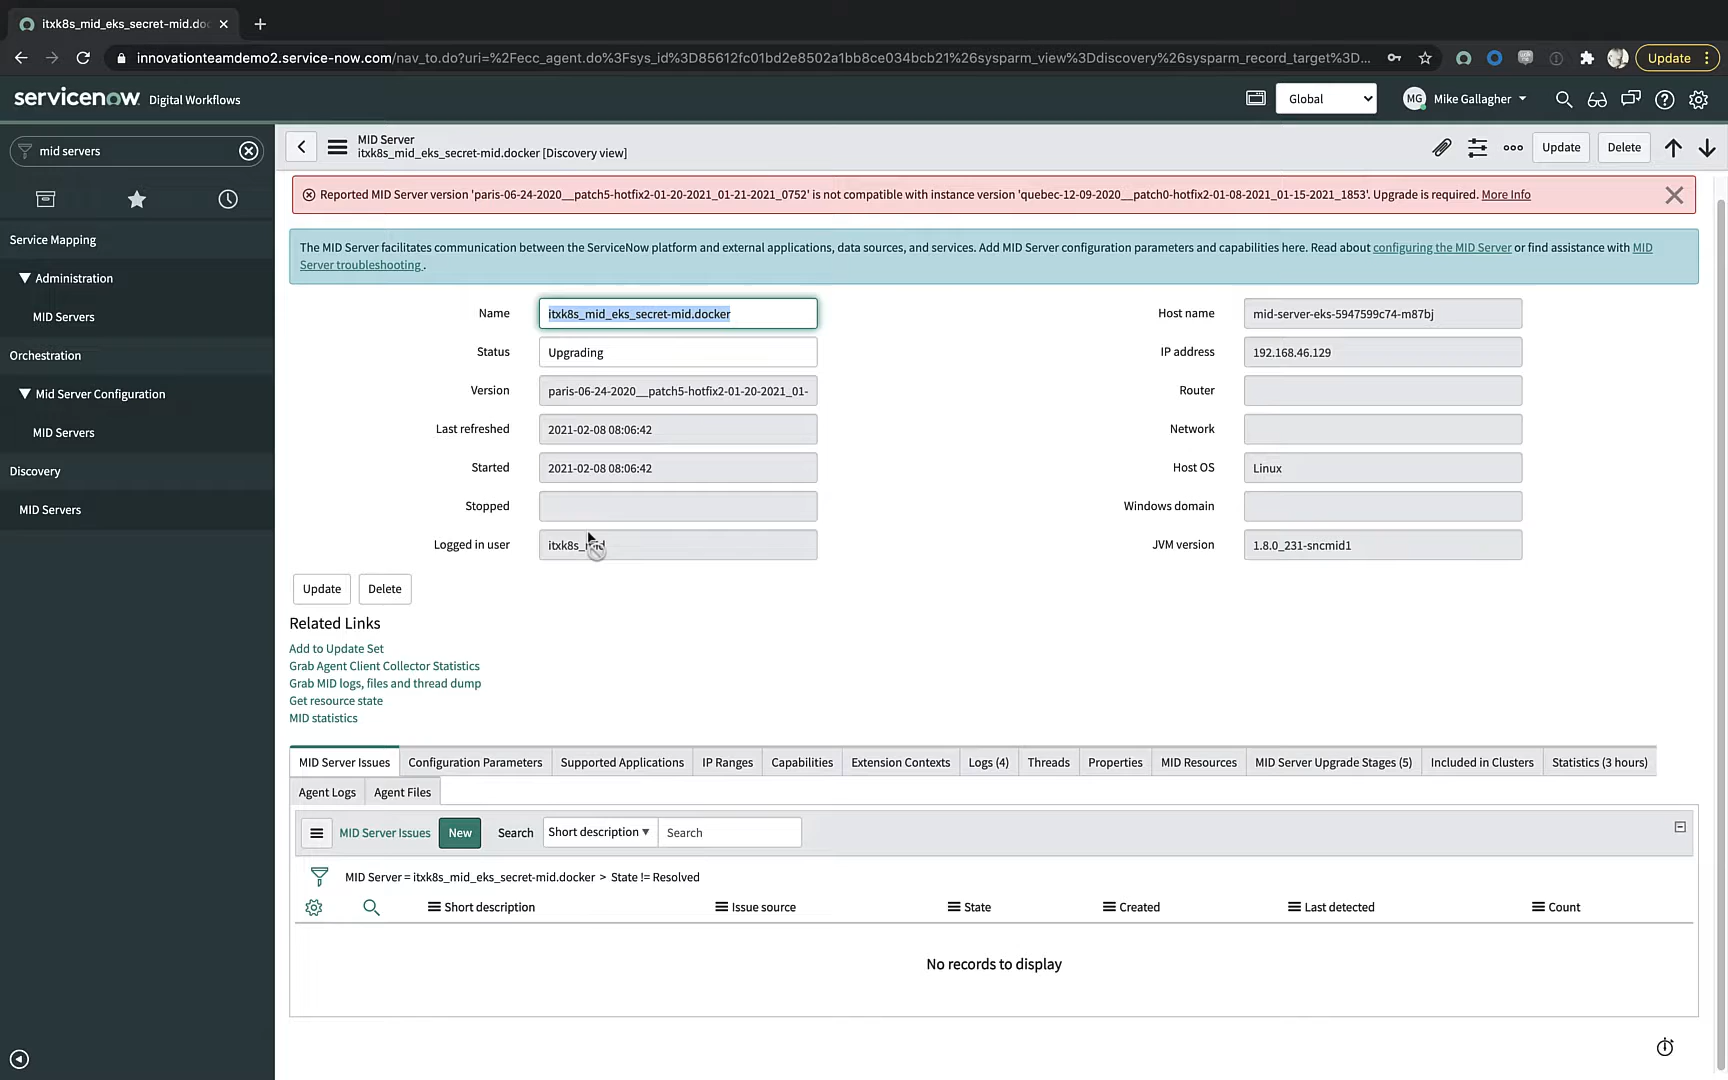 itxk8s_mid_eks_secret-mid.do
innovationteamdemo2.service-now.com/nav_to.do?uri=%2Fecc_agent.do%3Fsys_id%3D85612fc01bd2e8502a1bb8ce034bcb21%26sysparm_view%3Ddiscovery%26sysparm_record_target%3D...
Update
servicenow. Digital Workflows
Global
MG Mike Gallagher
mid servers
MID Server
itxk8s_mid_eks_secret-mid.docker [Discovery view]
Update Delete
Reported MID Server version 'paris-06-24-2020__patch5-hotfix2-01-20-2021_01-21-2021_0752' is not compatible with instance version 'quebec-12-09-2020__patch0-hotfix2-01-08-2021_01-15-2021_1853'. Upgrade is required. More Info
The MID Server facilitates communication between the ServiceNow platform and external applications, data sources, and services. Add MID Server configuration parameters and capabilities here. Read about configuring the MID Server or find assistance with MID
Server troubleshooting .
Service Mapping
Administration
MID Servers
Orchestration
Mid Server Configuration
MID Servers
Discovery
MID Servers
Name itxk8s_mid_eks_secret-mid.docker
Status Upgrading
Version paris-06-24-2020__patch5-hotfix2-01-20-2021_01-
Last refreshed 2021-02-08 08:06:42
Started 2021-02-08 08:06:42
Stopped
Logged in user itxk8s_mid
Host name mid-server-eks-5947599c74-m87bj
IP address 192.168.46.129
Router
Network
Host OS Linux
Windows domain
JVM version 1.8.0_231-sncmid1
Update Delete
Related Links
Add to Update Set
Grab Agent Client Collector Statistics
Grab MID logs, files and thread dump
Get resource state
MID statistics
MID Server Issues Configuration Parameters Supported Applications IP Ranges Capabilities Extension Contexts Logs (4) Threads Properties MID Resources MID Server Upgrade Stages (5) Included in Clusters Statistics (3 hours)
Agent Logs Agent Files
MID Server Issues New Search Short description Search
MID Server = itxk8s_mid_eks_secret-mid.docker > State != Resolved
Short description Issue source State Created Last detected Count
No records to display